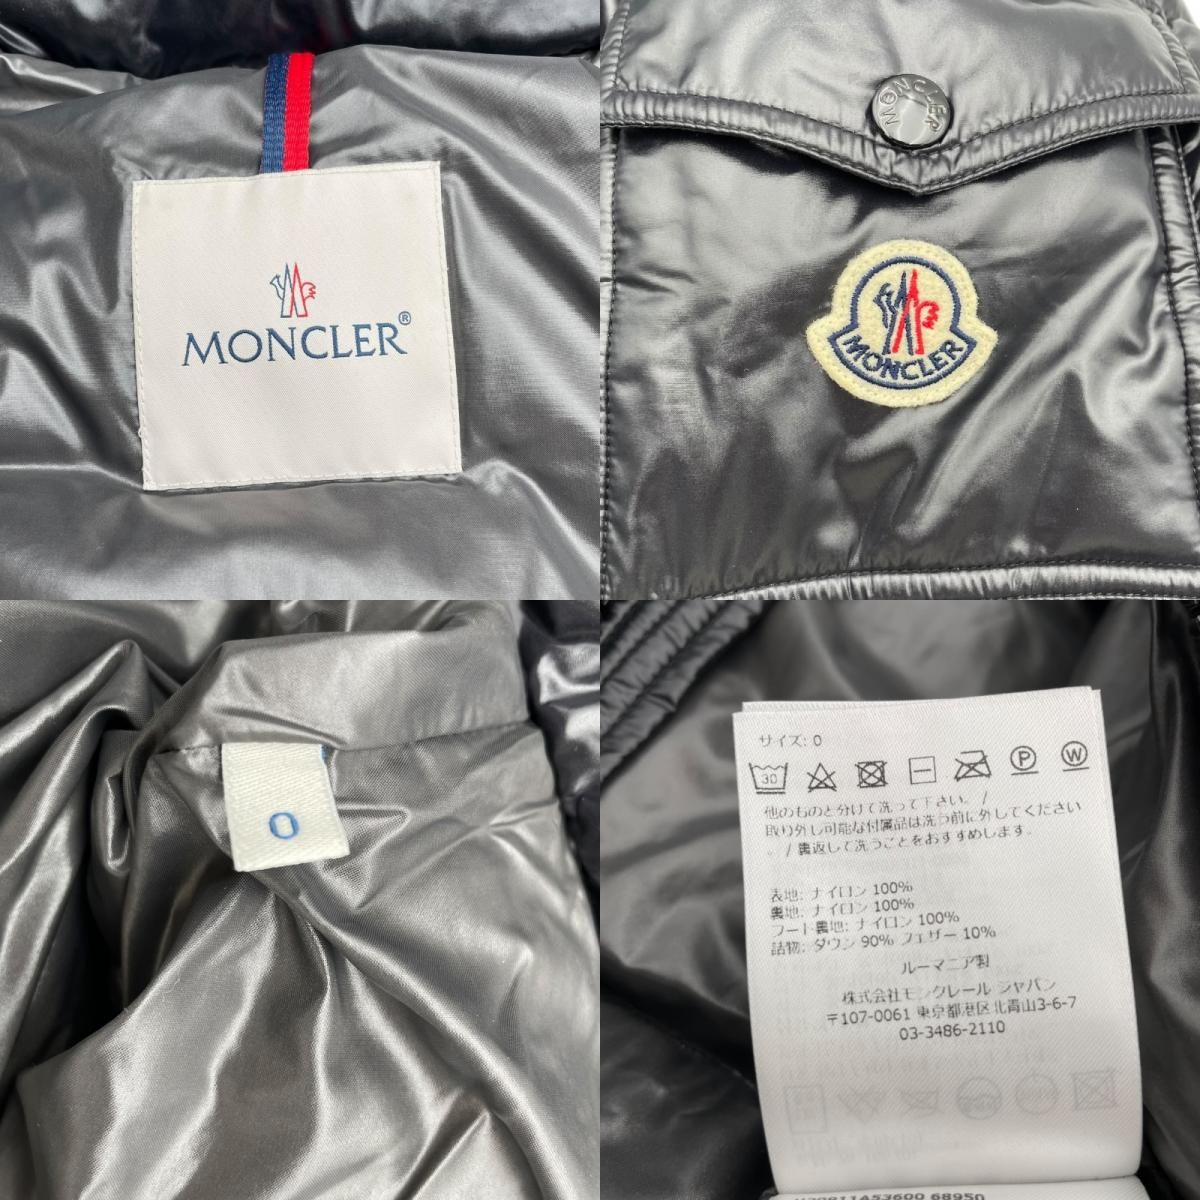 MONCLER®
MONCLER
MONCLER
0
サイズ: 0
30
P
W
他のものと分けて洗って下さい。 /
取り外し可能な付属品は洗う前に外してください
。/ 裏返して洗うことをおすすめします。
表地: ナイロン 100%
裏地: ナイロン 100%
フード裏地: ナイロン 100%
詰物: ダウン 90% フェザー 10%
ルーマニア製
株式会社モンクレール ジャパン
〒107-0061 東京都港区北青山3-6-7
03-3486-2110
68950